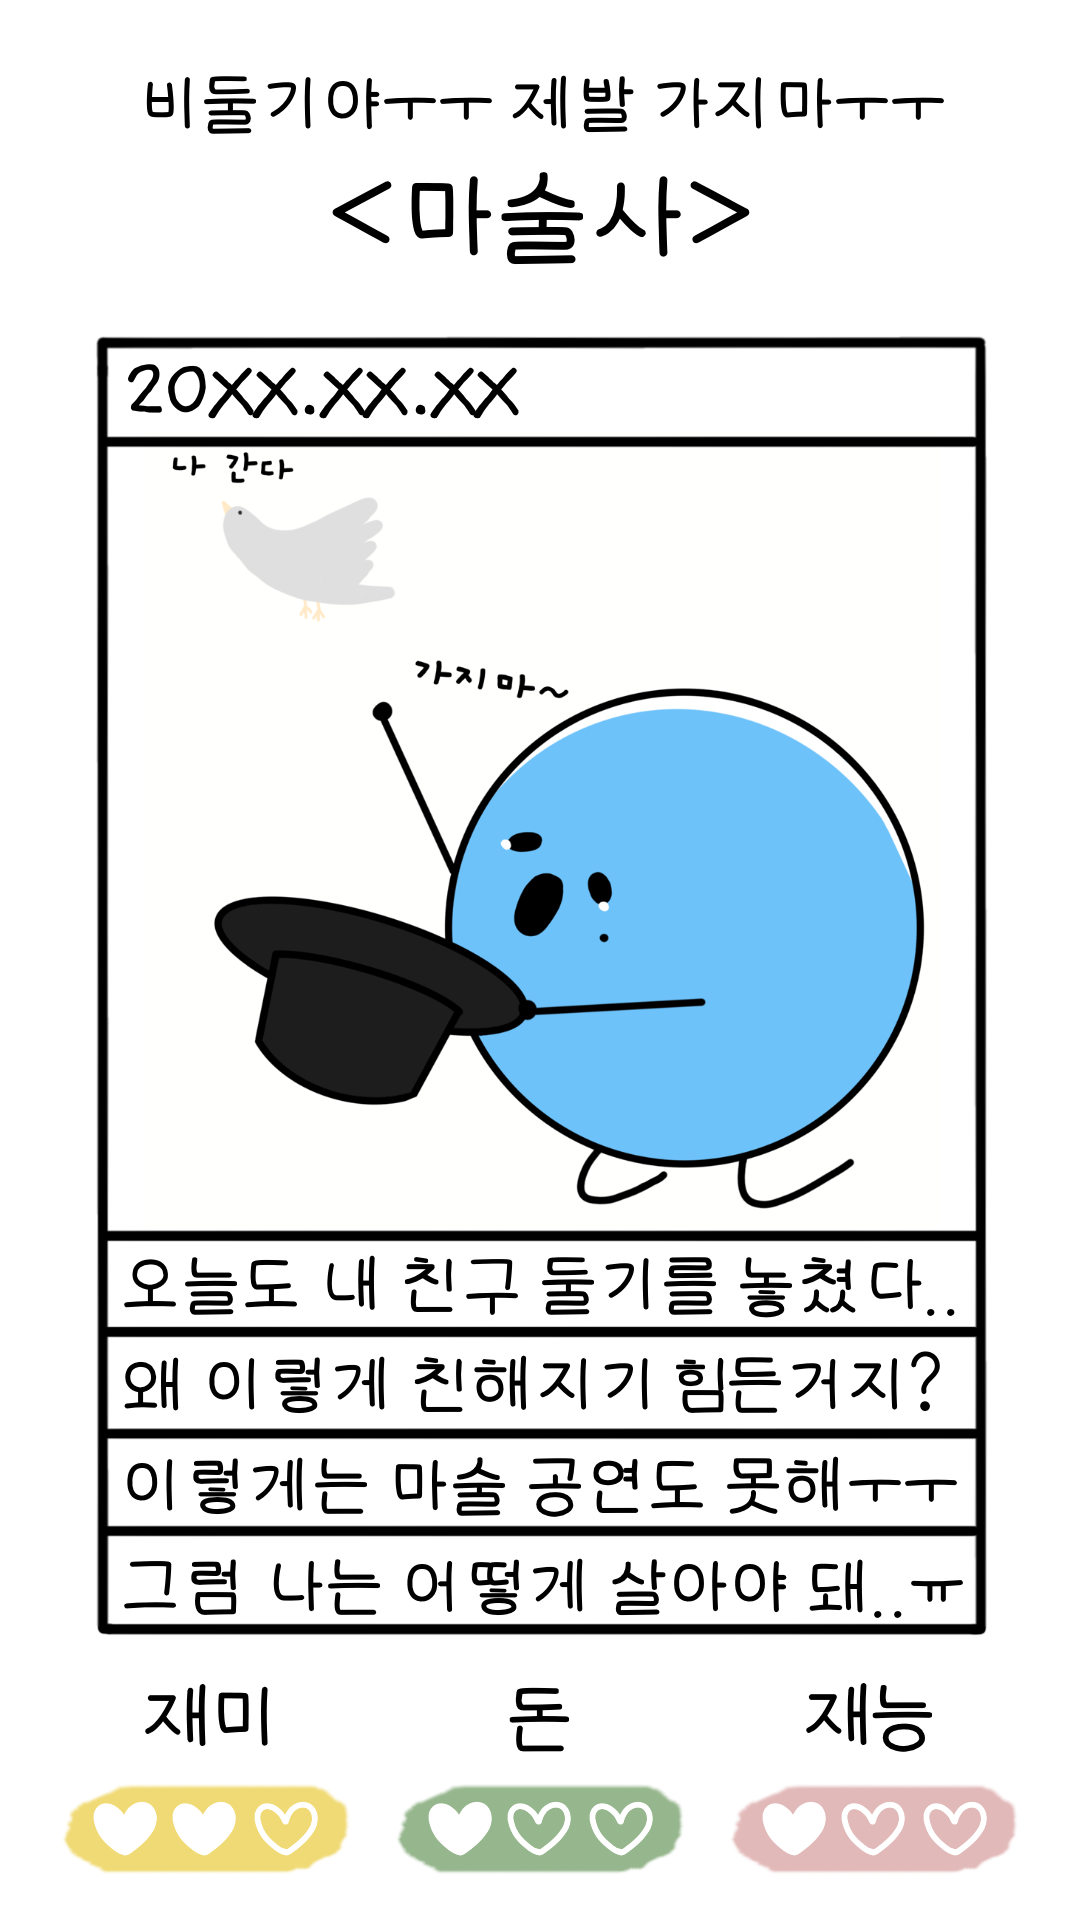 비둘기야ㅜㅜ 제발 가지마ㅜㅜ
<마술사>
20XX.XX.XX
나 간다
가지마~
오늘도 내 친구 둘기를 놓쳤다..
왜 이렇게 친해지기 힘든거지?
이렇게는 마술 공연도 못해ㅜㅜ
그럼 나는 어떻게 살아야 돼..ㅠ
재미 돈 재능